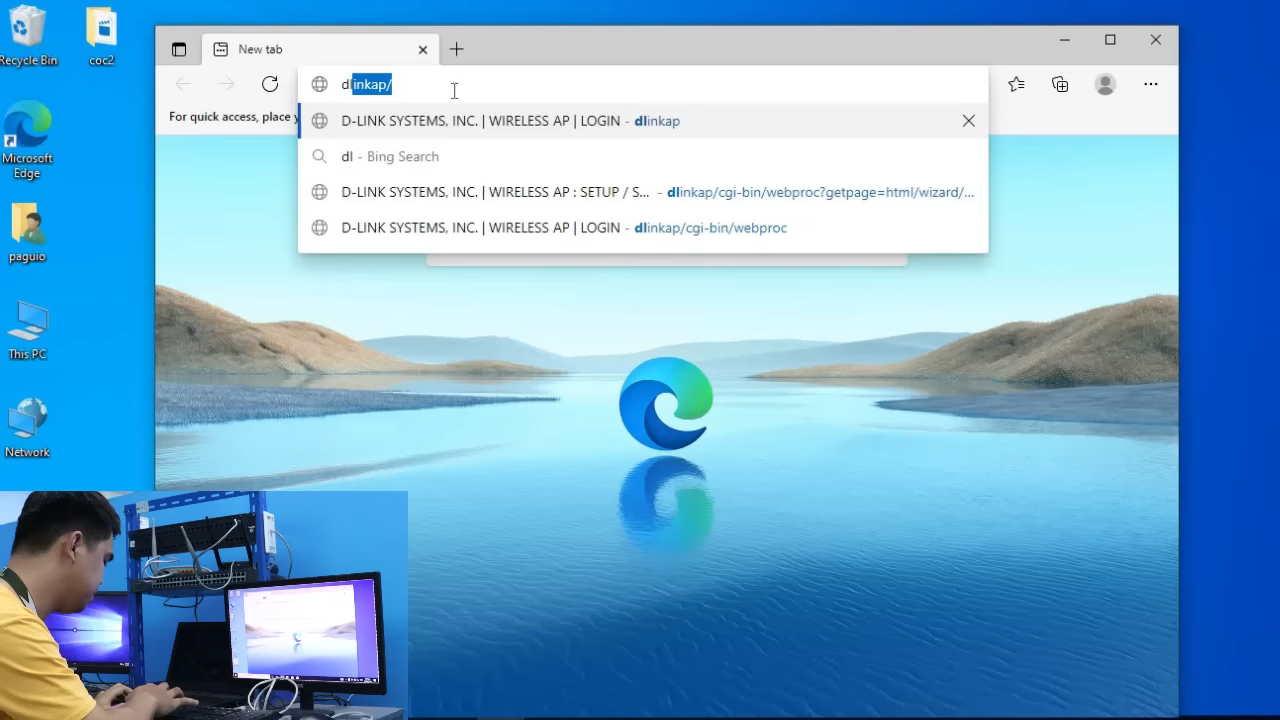 Recycle Bin
coc2
Microsoft
Edge
paguio
This PC
Network
New tab
dlinkap/
For quick access, place y
D-LINK SYSTEMS, INC. | WIRELESS AP | LOGIN - dlinkap
dl - Bing Search
D-LINK SYSTEMS, INC. | WIRELESS AP : SETUP / S... - dlinkap/cgi-bin/webproc?getpage=html/wizard/...
D-LINK SYSTEMS, INC. | WIRELESS AP | LOGIN - dlinkap/cgi-bin/webproc